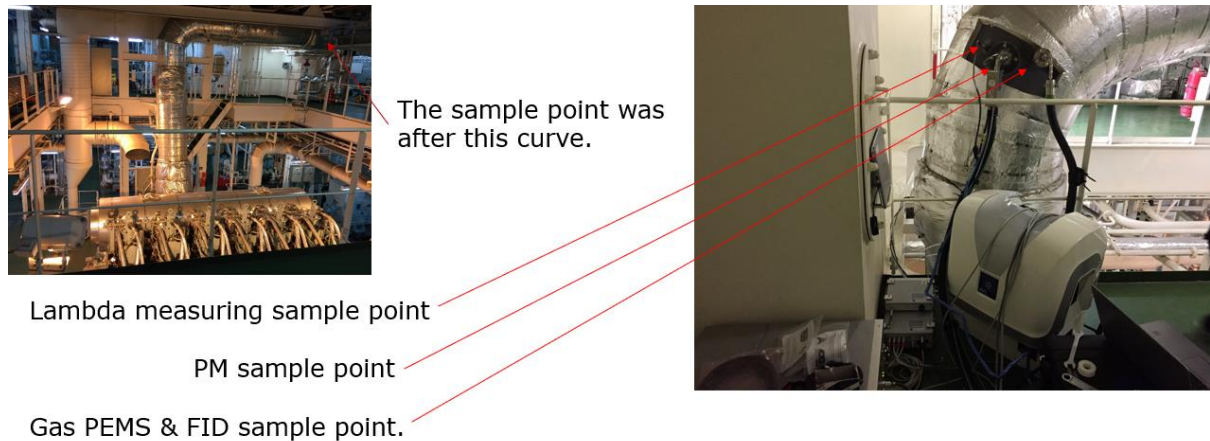 The sample point was
after this curve.
Lambda measuring sample point
PM sample point
Gas PEMS & FID sample point.